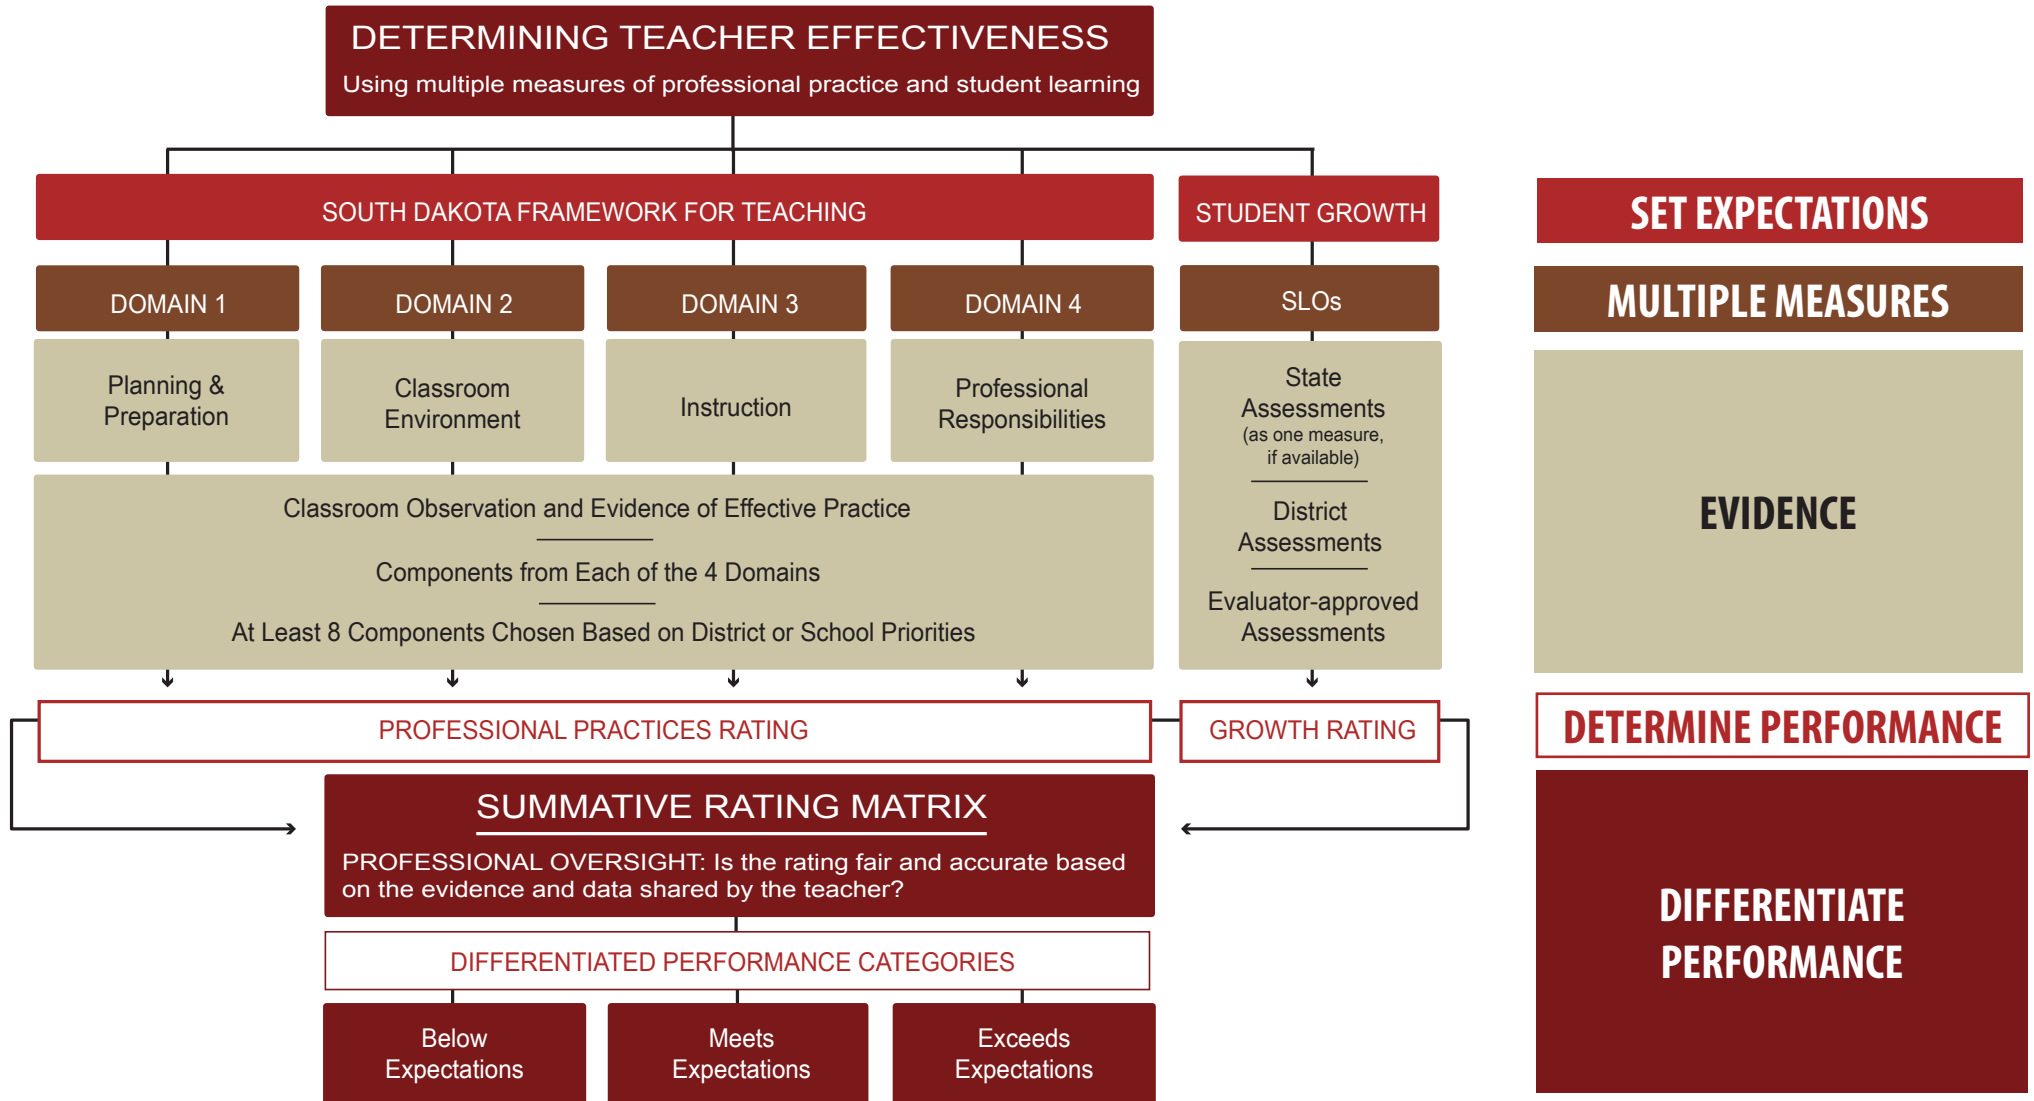 DETERMINING TEACHER EFFECTIVENESS
Using multiple measures of professional practice and student learning
SOUTH DAKOTA FRAMEWORK FOR TEACHING
STUDENT GROWTH
SET EXPECTATIONS
DOMAIN 1
DOMAIN 2
DOMAIN 3
DOMAIN 4
SLOs
MULTIPLE MEASURES
Planning &
Preparation
Classroom
Environment
Instruction
Professional
Responsibilities
State
Assessments
(as one measure,
if available)
District
Assessments
Evaluator-approved
Assessments
EVIDENCE
Classroom Observation and Evidence of Effective Practice
Components from Each of the 4 Domains
At Least 8 Components Chosen Based on District or School Priorities
PROFESSIONAL PRACTICES RATING
GROWTH RATING
DETERMINE PERFORMANCE
SUMMATIVE RATING MATRIX
PROFESSIONAL OVERSIGHT: Is the rating fair and accurate based
on the evidence and data shared by the teacher?
DIFFERENTIATED PERFORMANCE CATEGORIES
Below
Expectations
Meets
Expectations
Exceeds
Expectations
DIFFERENTIATE
PERFORMANCE